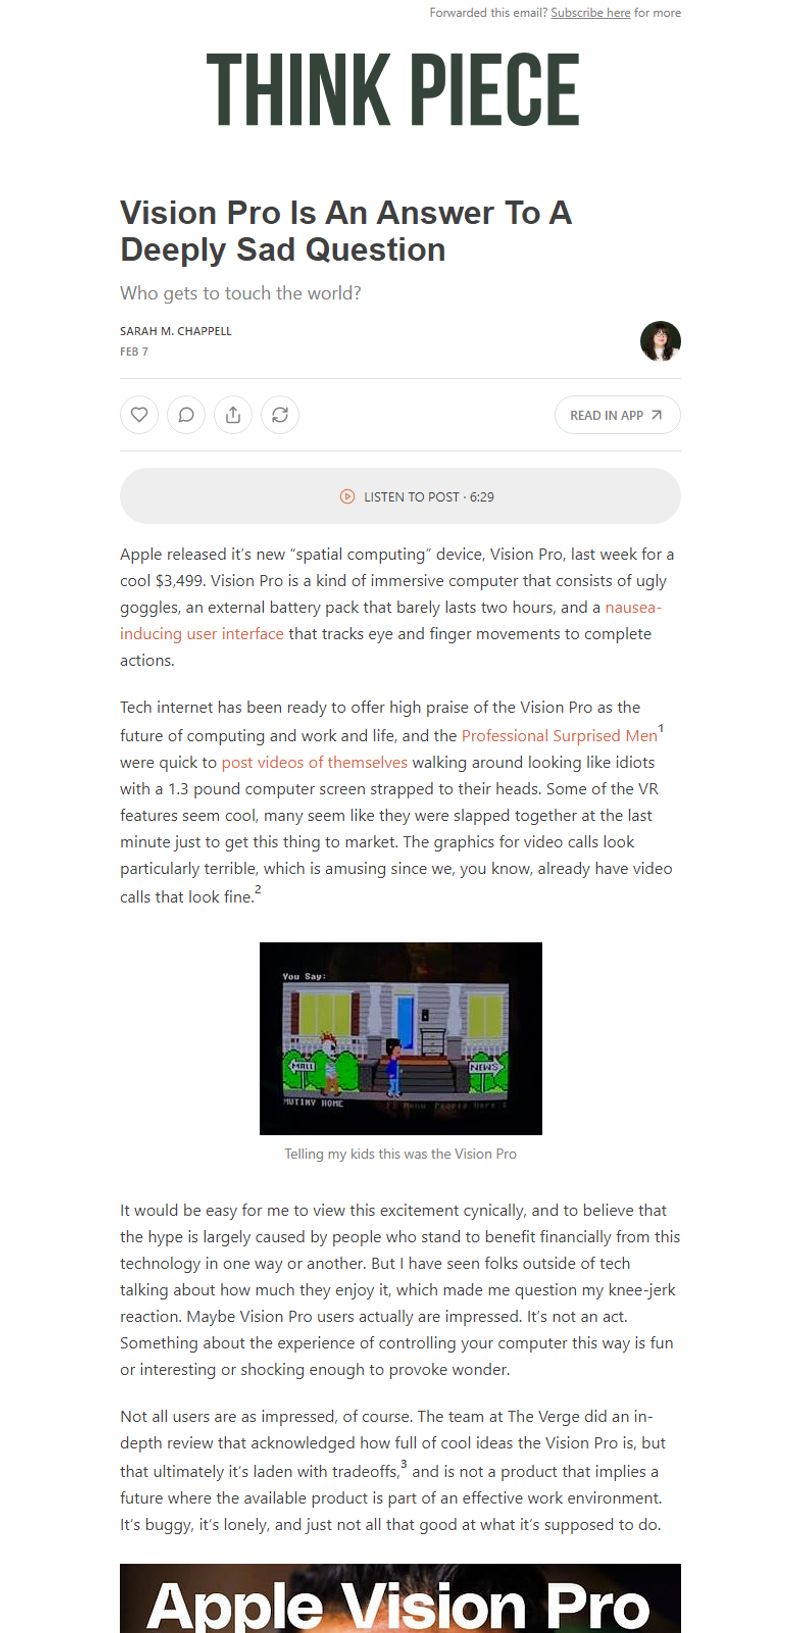 Forwarded this email? Subscribe here for more
THINK PIECE
Vision Pro Is An Answer To A
Deeply Sad Question
Who gets to touch the world?
SARAH M. CHAPPELL
FEB 7
READ IN APP
LISTEN TO POST · 6:29
Apple released it’s new “spatial computing” device, Vision Pro, last week for a
cool $3,499. Vision Pro is a kind of immersive computer that consists of ugly
goggles, an external battery pack that barely lasts two hours, and a nausea-
inducing user interface that tracks eye and finger movements to complete
actions.
Tech internet has been ready to offer high praise of the Vision Pro as the
future of computing and work and life, and the Professional Surprised Men1
were quick to post videos of themselves walking around looking like idiots
with a 1.3 pound computer screen strapped to their heads. Some of the VR
features seem cool, many seem like they were slapped together at the last
minute just to get this thing to market. The graphics for video calls look
particularly terrible, which is amusing since we, you know, already have video
calls that look fine.2
You Say:
MALL
NEWS
MUTINY HOME
Telling my kids this was the Vision Pro
It would be easy for me to view this excitement cynically, and to believe that
the hype is largely caused by people who stand to benefit financially from this
technology in one way or another. But I have seen folks outside of tech
talking about how much they enjoy it, which made me question my knee-jerk
reaction. Maybe Vision Pro users actually are impressed. It’s not an act.
Something about the experience of controlling your computer this way is fun
or interesting or shocking enough to provoke wonder.
Not all users are as impressed, of course. The team at The Verge did an in-
depth review that acknowledged how full of cool ideas the Vision Pro is, but
that ultimately it’s laden with tradeoffs,3 and is not a product that implies a
future where the available product is part of an effective work environment.
It’s buggy, it’s lonely, and just not all that good at what it’s supposed to do.
Apple Vision Pro